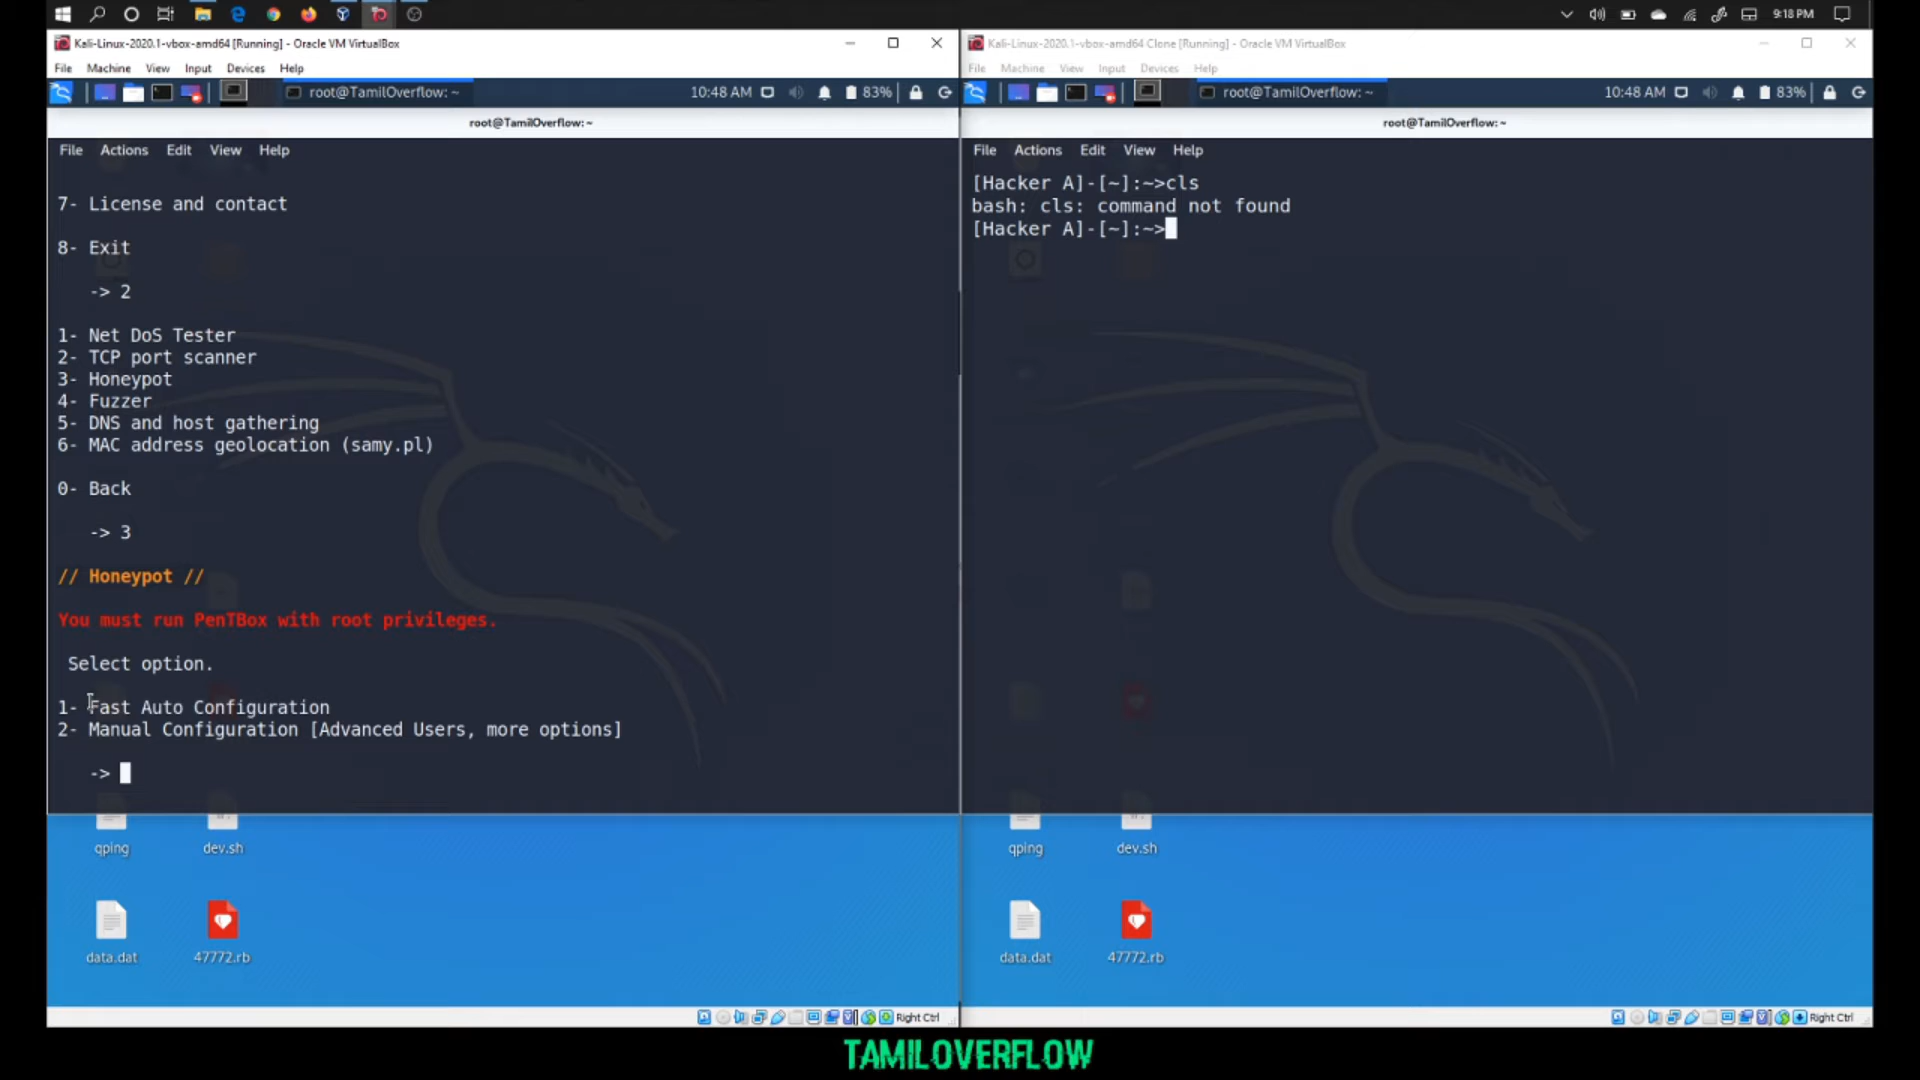 9:18 PM
Kali-Linux-2020.1-vbox-amd64 [Running] - Oracle VM VirtualBox
File Machine View Input Devices Help
root@TamilOverflow: ~
10:48 AM
83%
root@TamilOverflow: ~
File Actions Edit View Help
7- License and contact
8- Exit
-> 2
1- Net DoS Tester
2- TCP port scanner
3- Honeypot
4- Fuzzer
5- DNS and host gathering
6- MAC address geolocation (samy.pl)
0- Back
-> 3
// Honeypot //
You must run PenTBox with root privileges.
Select option.
1- Fast Auto Configuration
2- Manual Configuration [Advanced Users, more options]
->
qping
dev.sh
data.dat
47772.rb
Right Ctrl
Kali-Linux-2020.1-vbox-amd64 Clone [Running] - Oracle VM VirtualBox
File Machine View Input Devices Help
root@TamilOverflow: ~
10:48 AM
83%
root@TamilOverflow: ~
File Actions Edit View Help
[Hacker A]-[~]:~>cls
bash: cls: command not found
[Hacker A]-[~]:~>
qping
dev.sh
data.dat
47772.rb
Right Ctrl
TAMILOVERFLOW